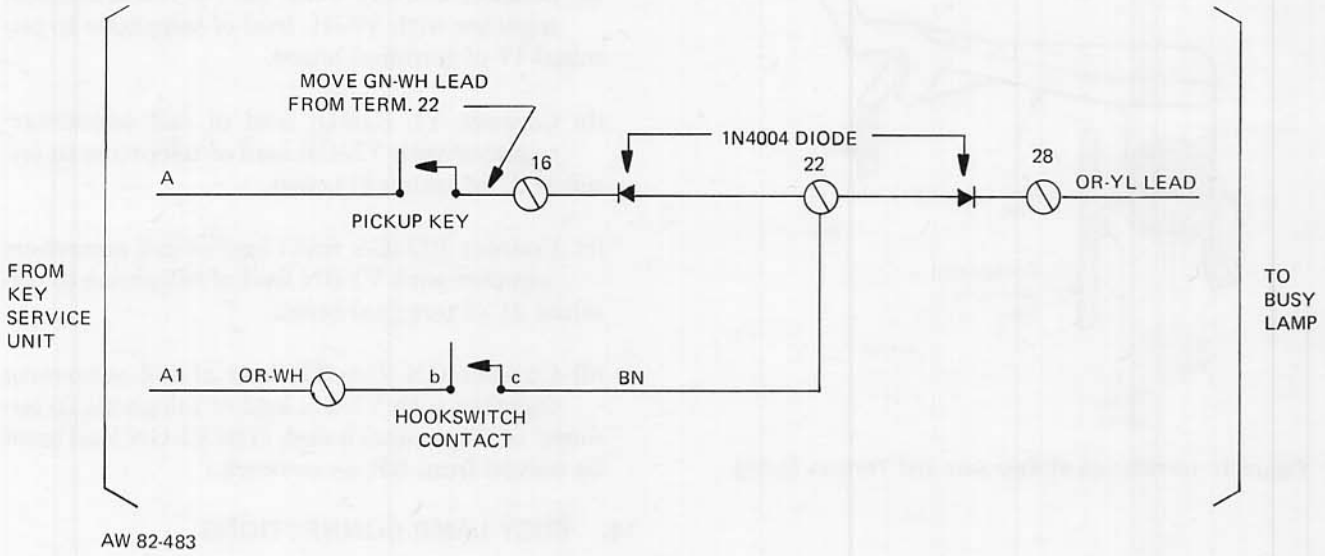 MOVE GN-WH LEAD
FROM TERM. 22
1N4004 DIODE
16
22
28
A
OR-YL LEAD
PICKUP KEY
FROM
KEY
SERVICE
UNIT
TO
BUSY
LAMP
A1
OR-WH
b
c
BN
HOOKSWITCH
CONTACT
AW 82-483